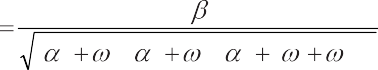 = β / √(α + ω α + ω α + ω + ω)